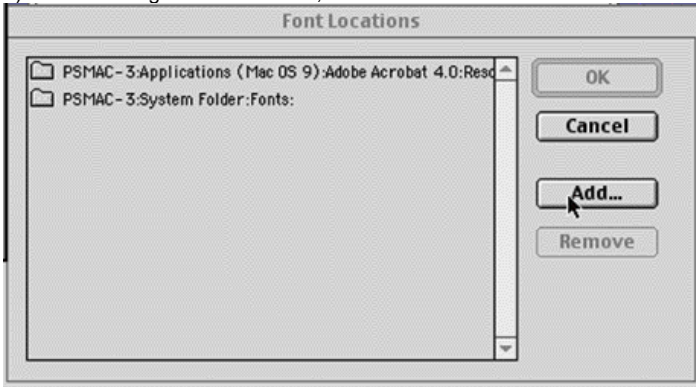 Font Locations
PSMAC-3:Applications (Mac OS 9):Adobe Acrobat 4.0:Resc
PSMAC-3:System Folder:Fonts:
OK
Cancel
Add...
Remove